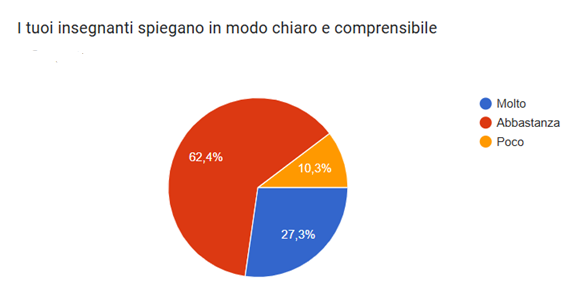 I tuoi insegnanti spiegano in modo chiaro e comprensibile
Molto
Abbastanza
Poco
62,4%
10,3%
27,3%